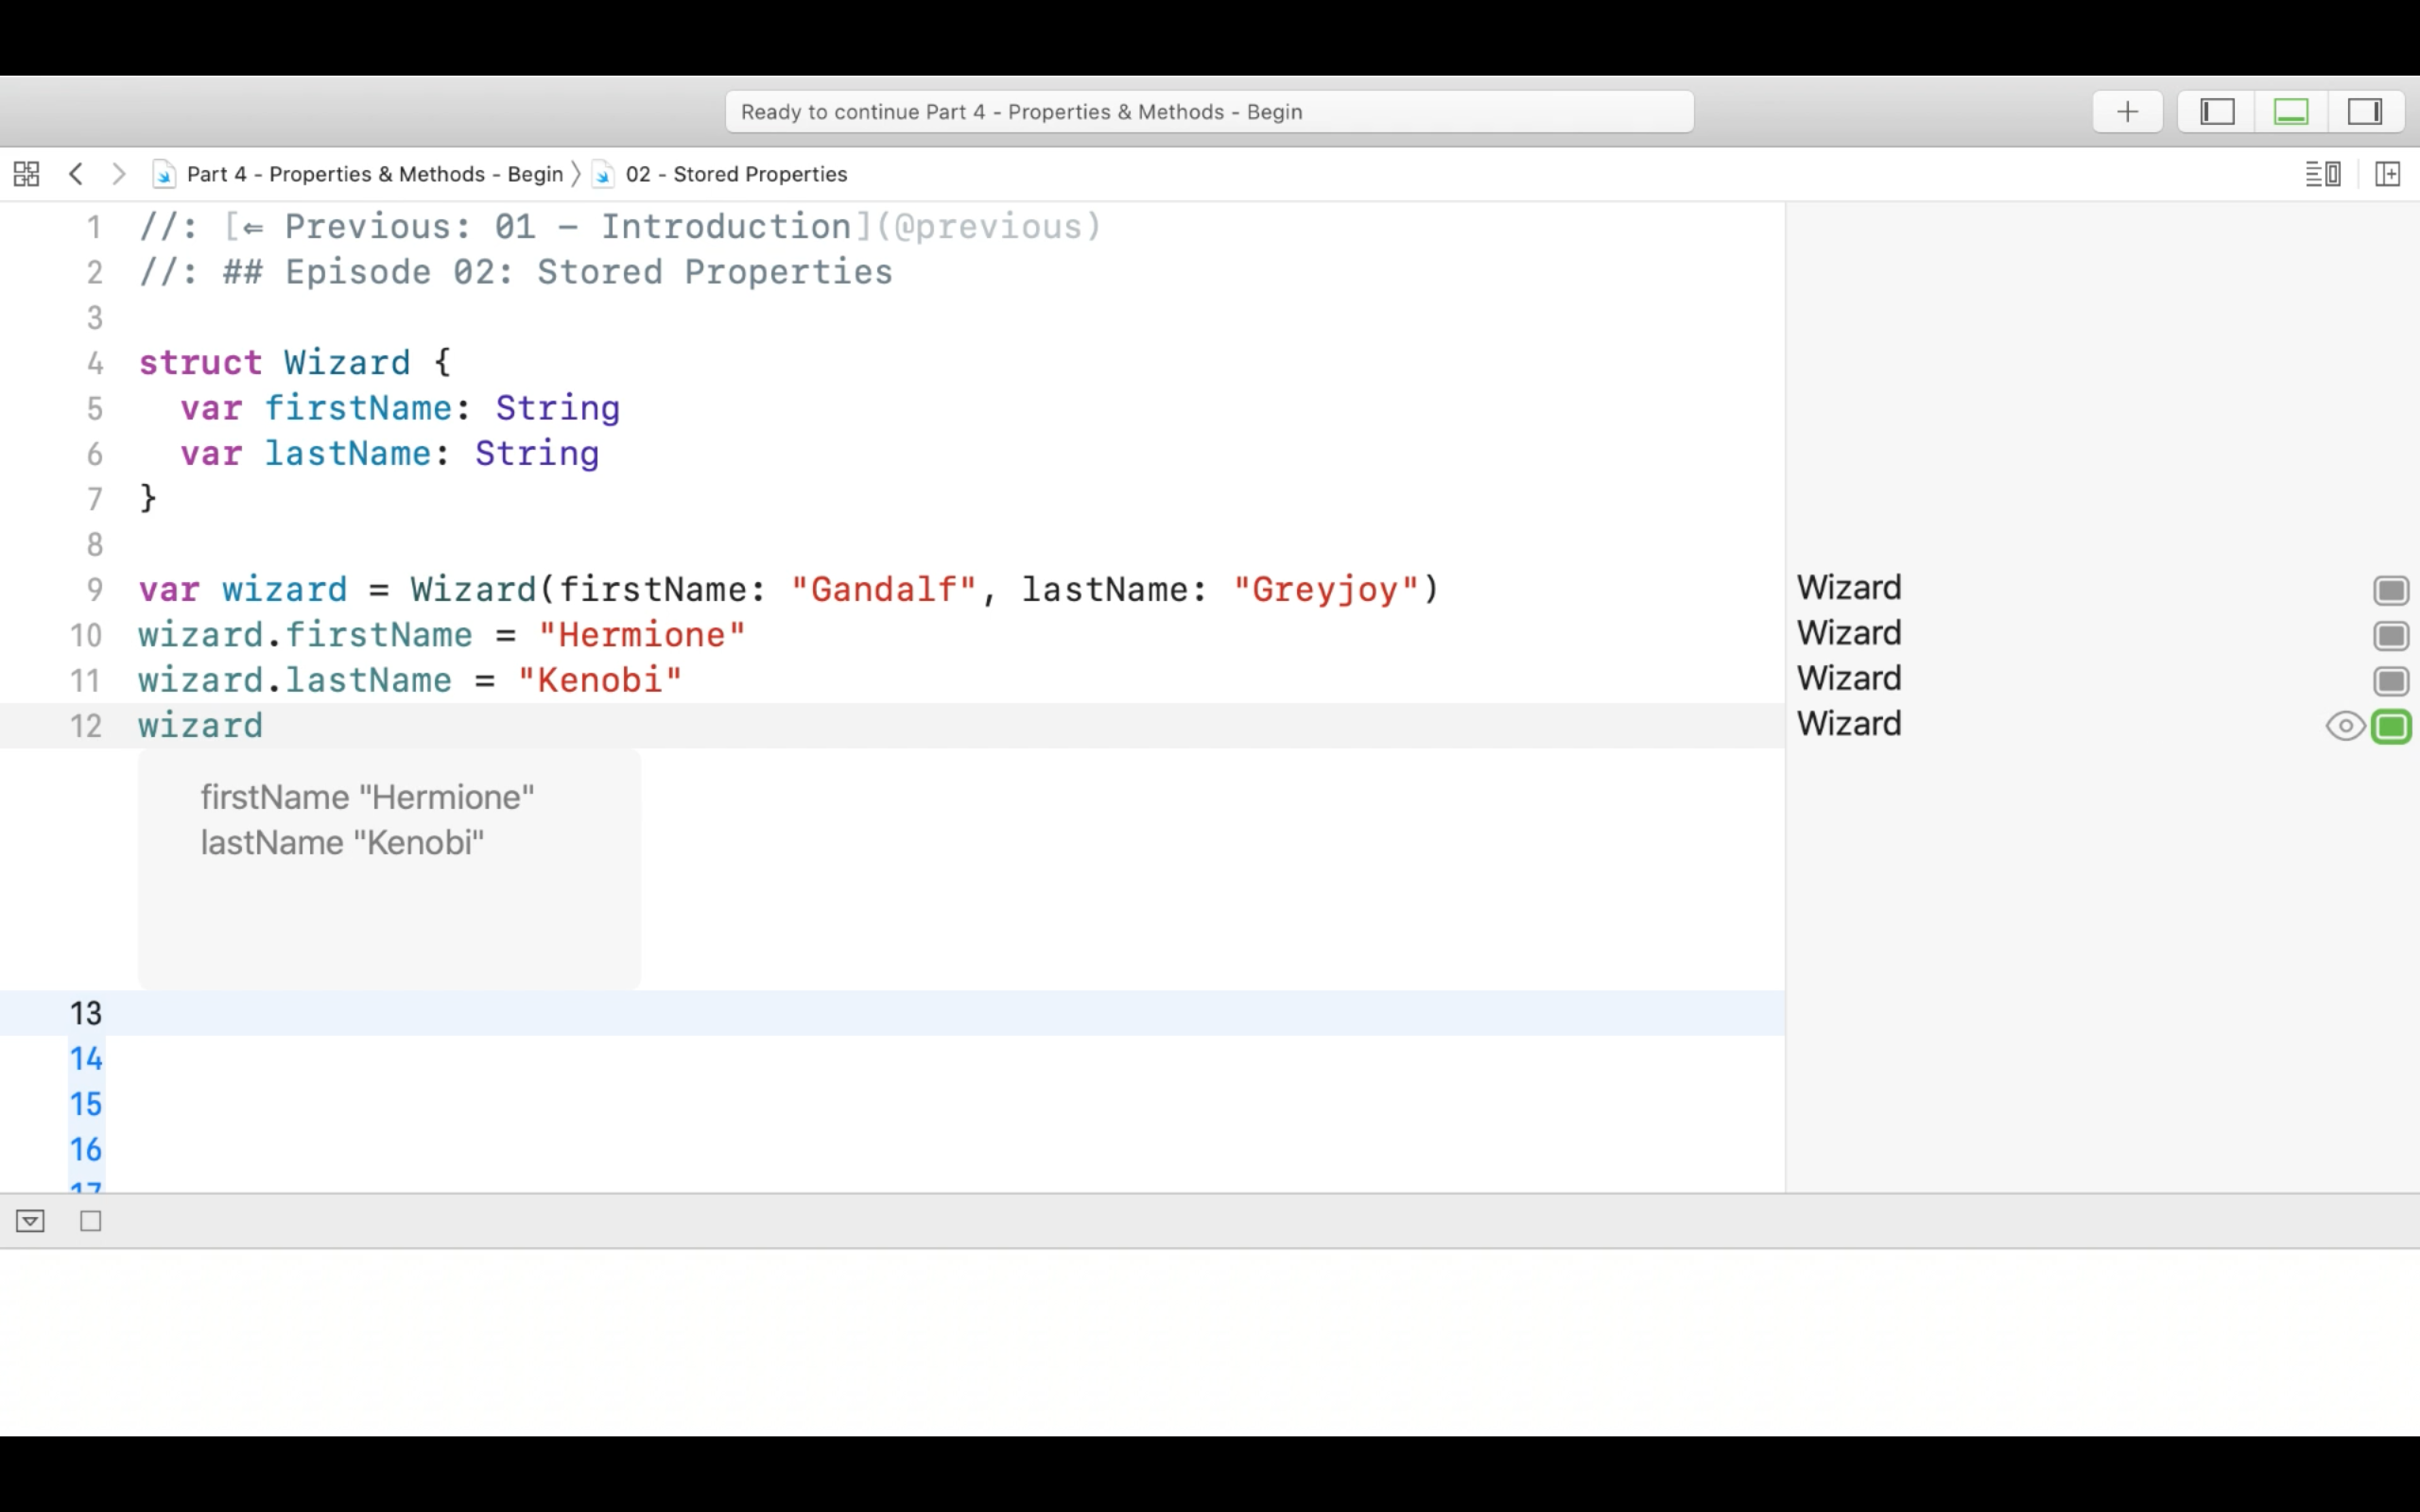 Ready to continue Part 4 - Properties & Methods - Begin
Part 4 - Properties & Methods - Begin 〉 02 - Stored Properties
1 //: [⇐ Previous: 01 – Introduction](@previous)
2 //: ## Episode 02: Stored Properties
3
4 struct Wizard {
5 var firstName: String
6 var lastName: String
7 }
8
9 var wizard = Wizard(firstName: "Gandalf", lastName: "Greyjoy") Wizard
10 wizard.firstName = "Hermione" Wizard
11 wizard.lastName = "Kenobi" Wizard
12 wizard Wizard
firstName "Hermione"
lastName "Kenobi"
13
14
15
16
17